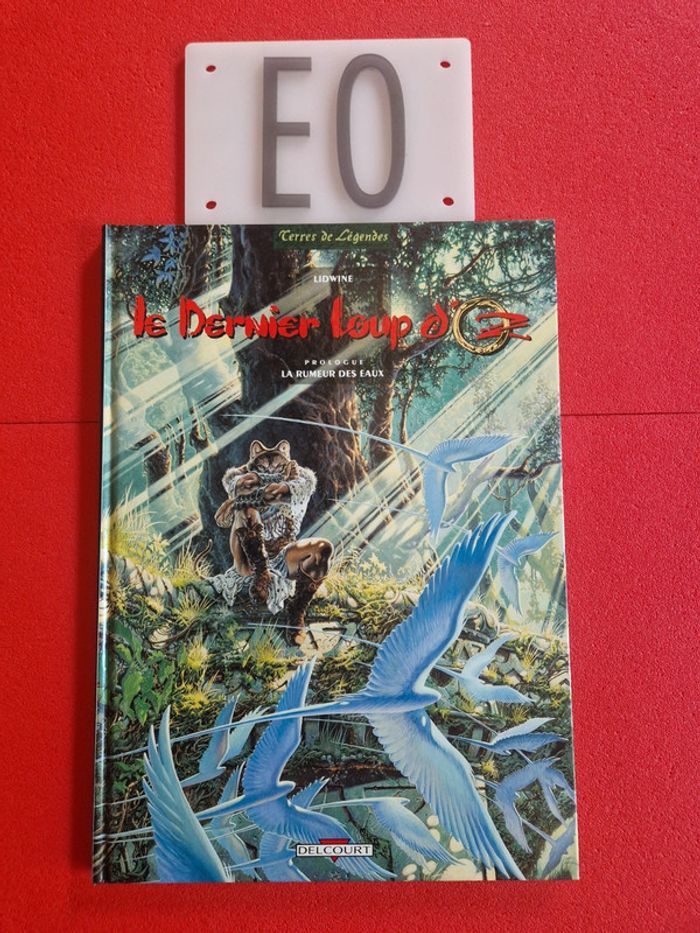 EO
Terres de Légendes
LIDWINE
Le Dernier Loup d'Oz
PROLOGUE
LA RUMEUR DES EAUX
DELCOURT